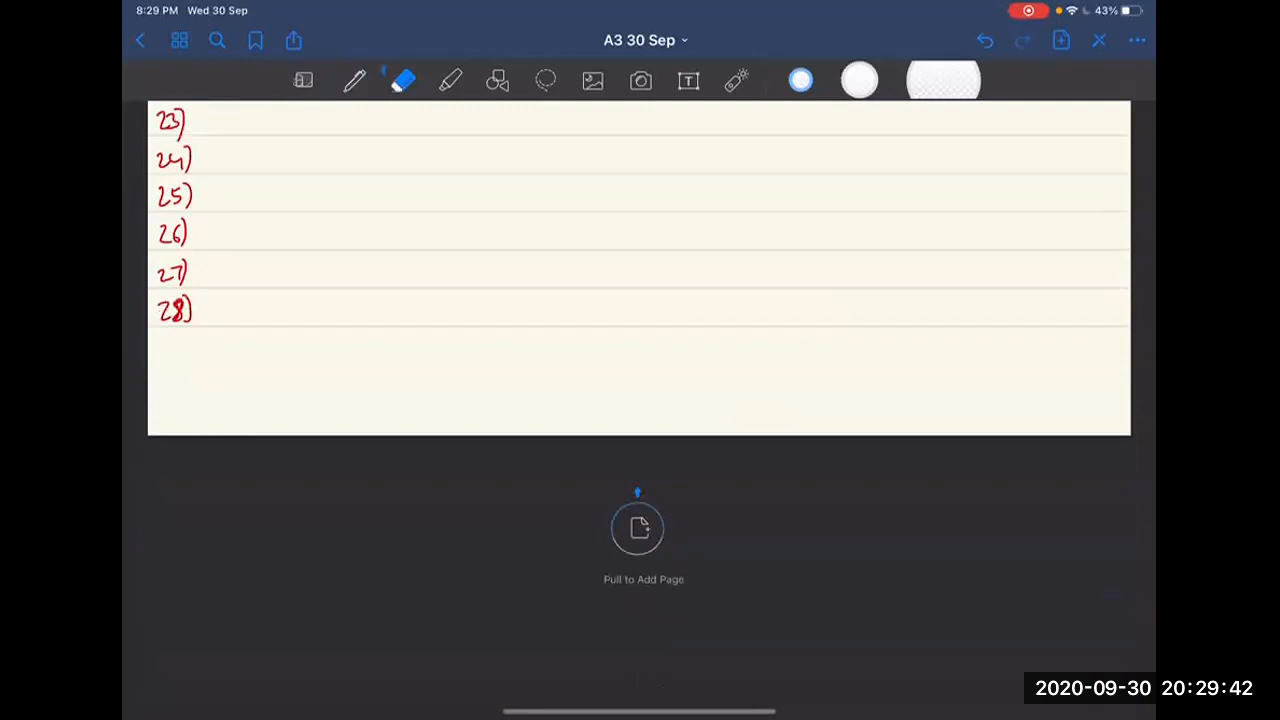 8:29 PM Wed 30 Sep 43%
A3 30 Sep
T
23)
24)
25)
26)
27)
28)
Pull to Add Page
2020-09-30 20:29:42